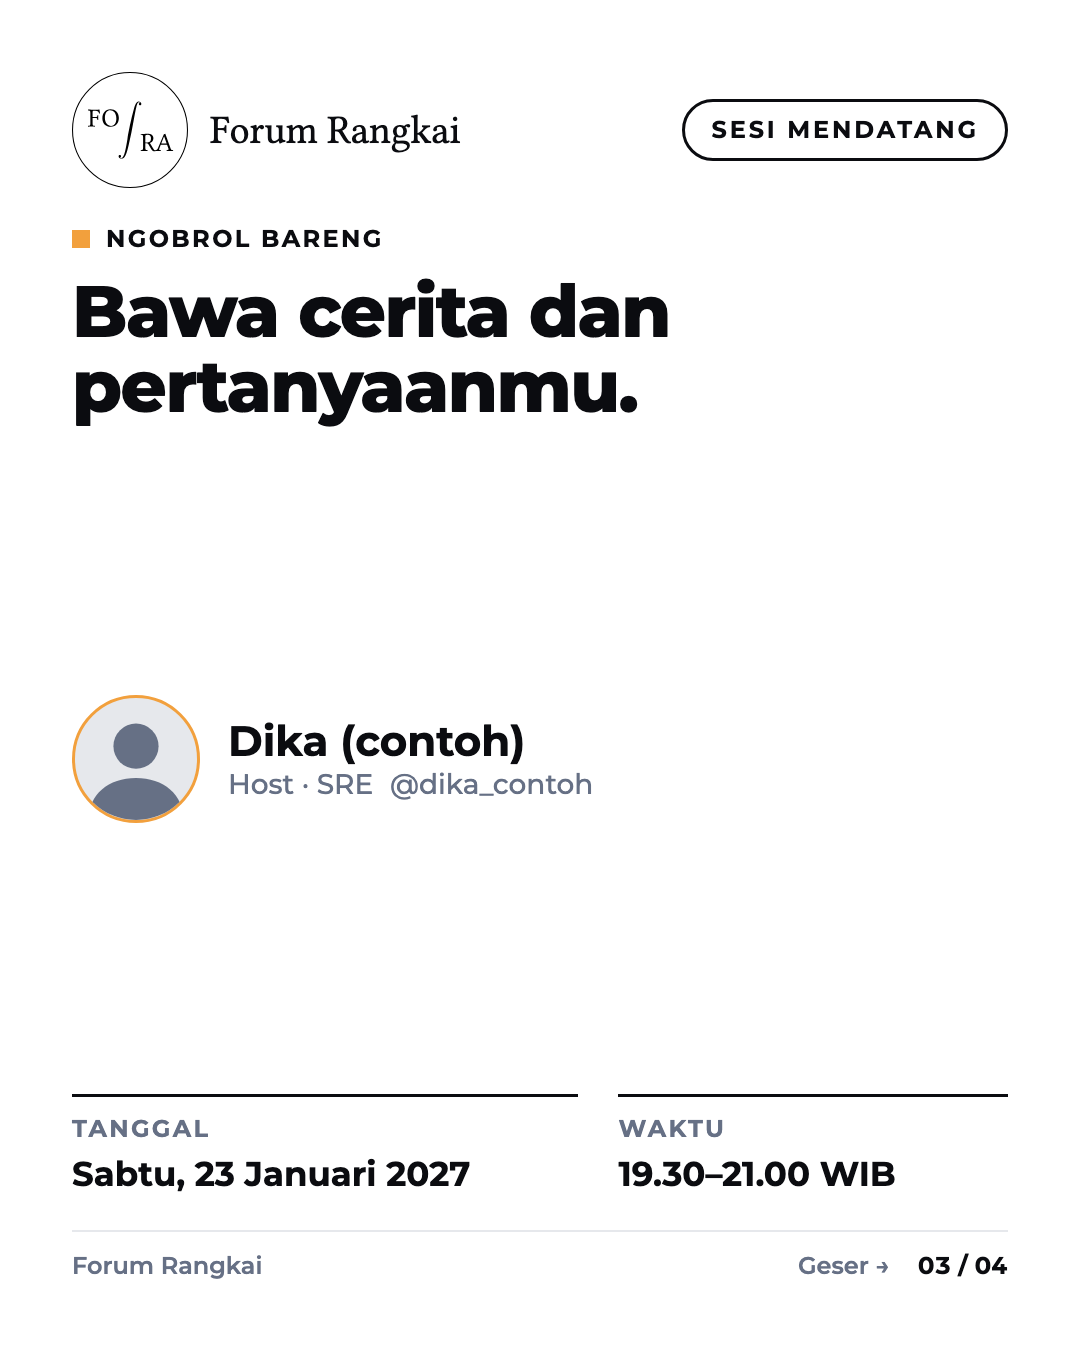 FO
RA
Forum Rangkai
SESI MENDATANG
NGOBROL BARENG
Bawa cerita dan
pertanyaanmu.
Dika (contoh)
Host · SRE @dika_contoh
TANGGAL
Sabtu, 23 Januari 2027
WAKTU
19.30–21.00 WIB
Forum Rangkai
Geser → 03 / 04